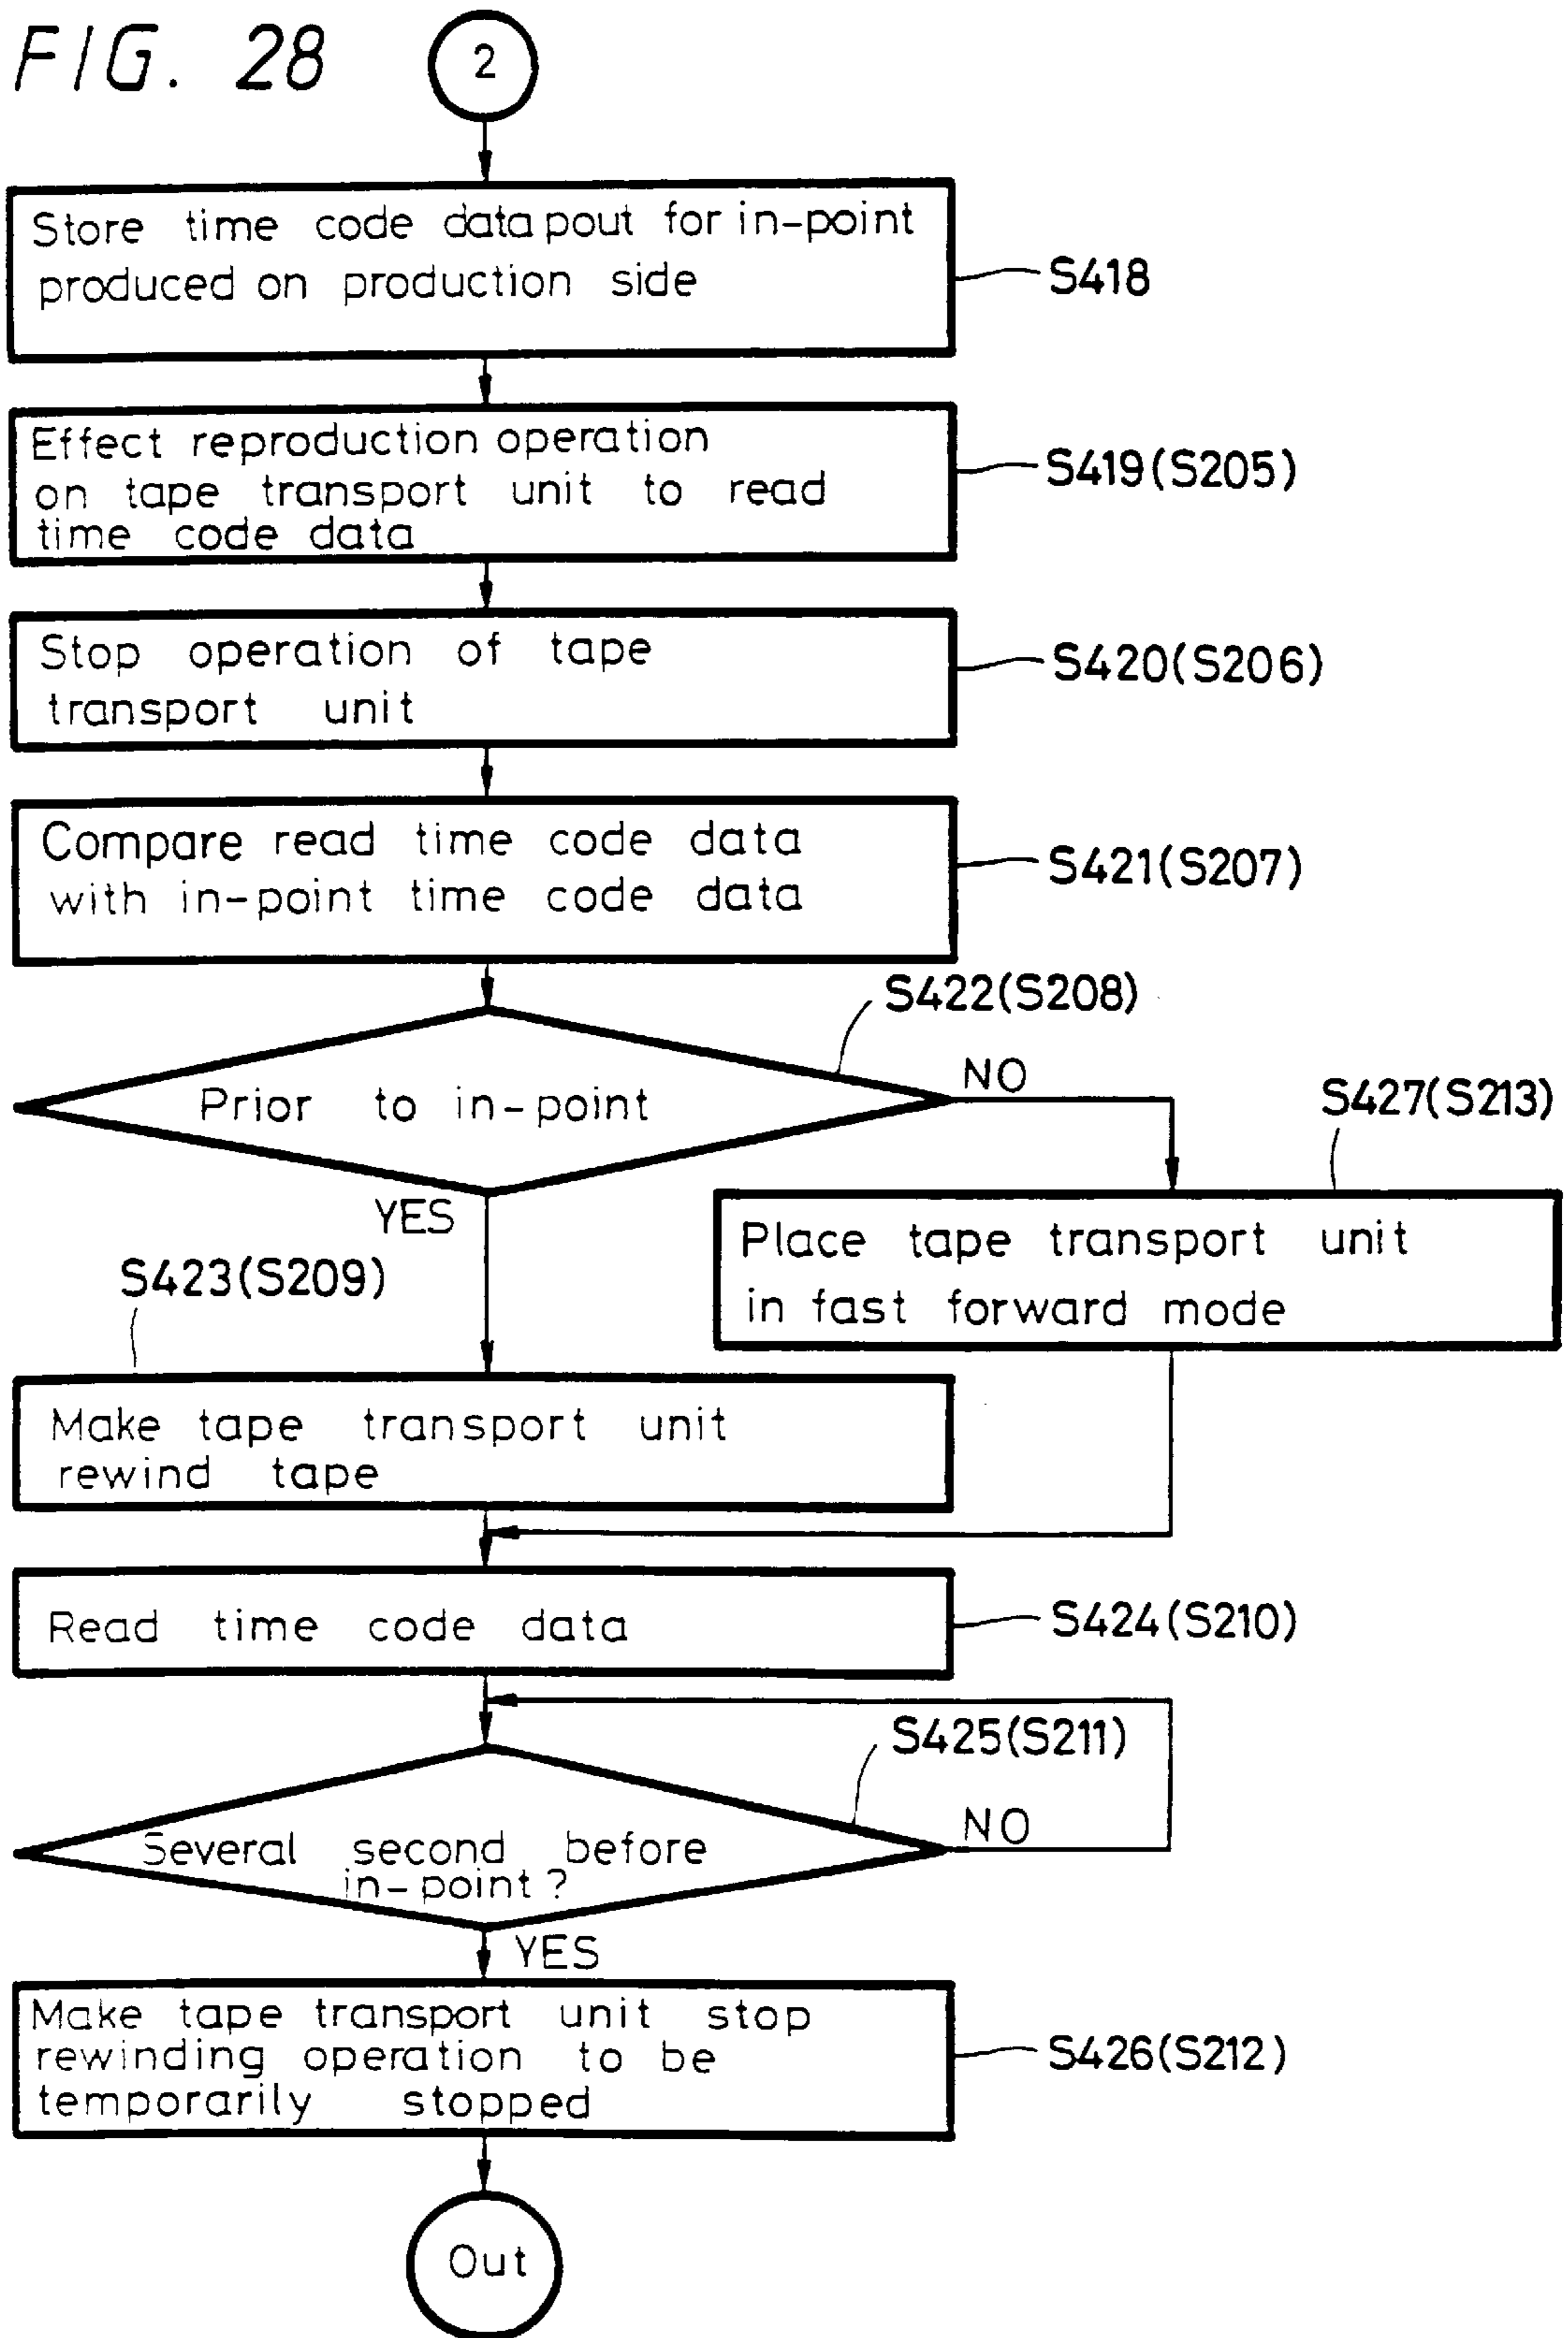 FIG. 28
2
Store time code data pout for in-point
produced on production side
S418
Effect reproduction operation
on tape transport unit to read
time code data
S419(S205)
Stop operation of tape
transport unit
S420(S206)
Compare read time code data
with in-point time code data
S421(S207)
S422(S208)
Prior to in-point
NO
YES
S427(S213)
Place tape transport unit
in fast forward mode
S423(S209)
Make tape transport unit
rewind tape
Read time code data
S424(S210)
S425(S211)
Several second before
in-point?
NO
YES
Make tape transport unit stop
rewinding operation to be
temporarily stopped
S426(S212)
Out